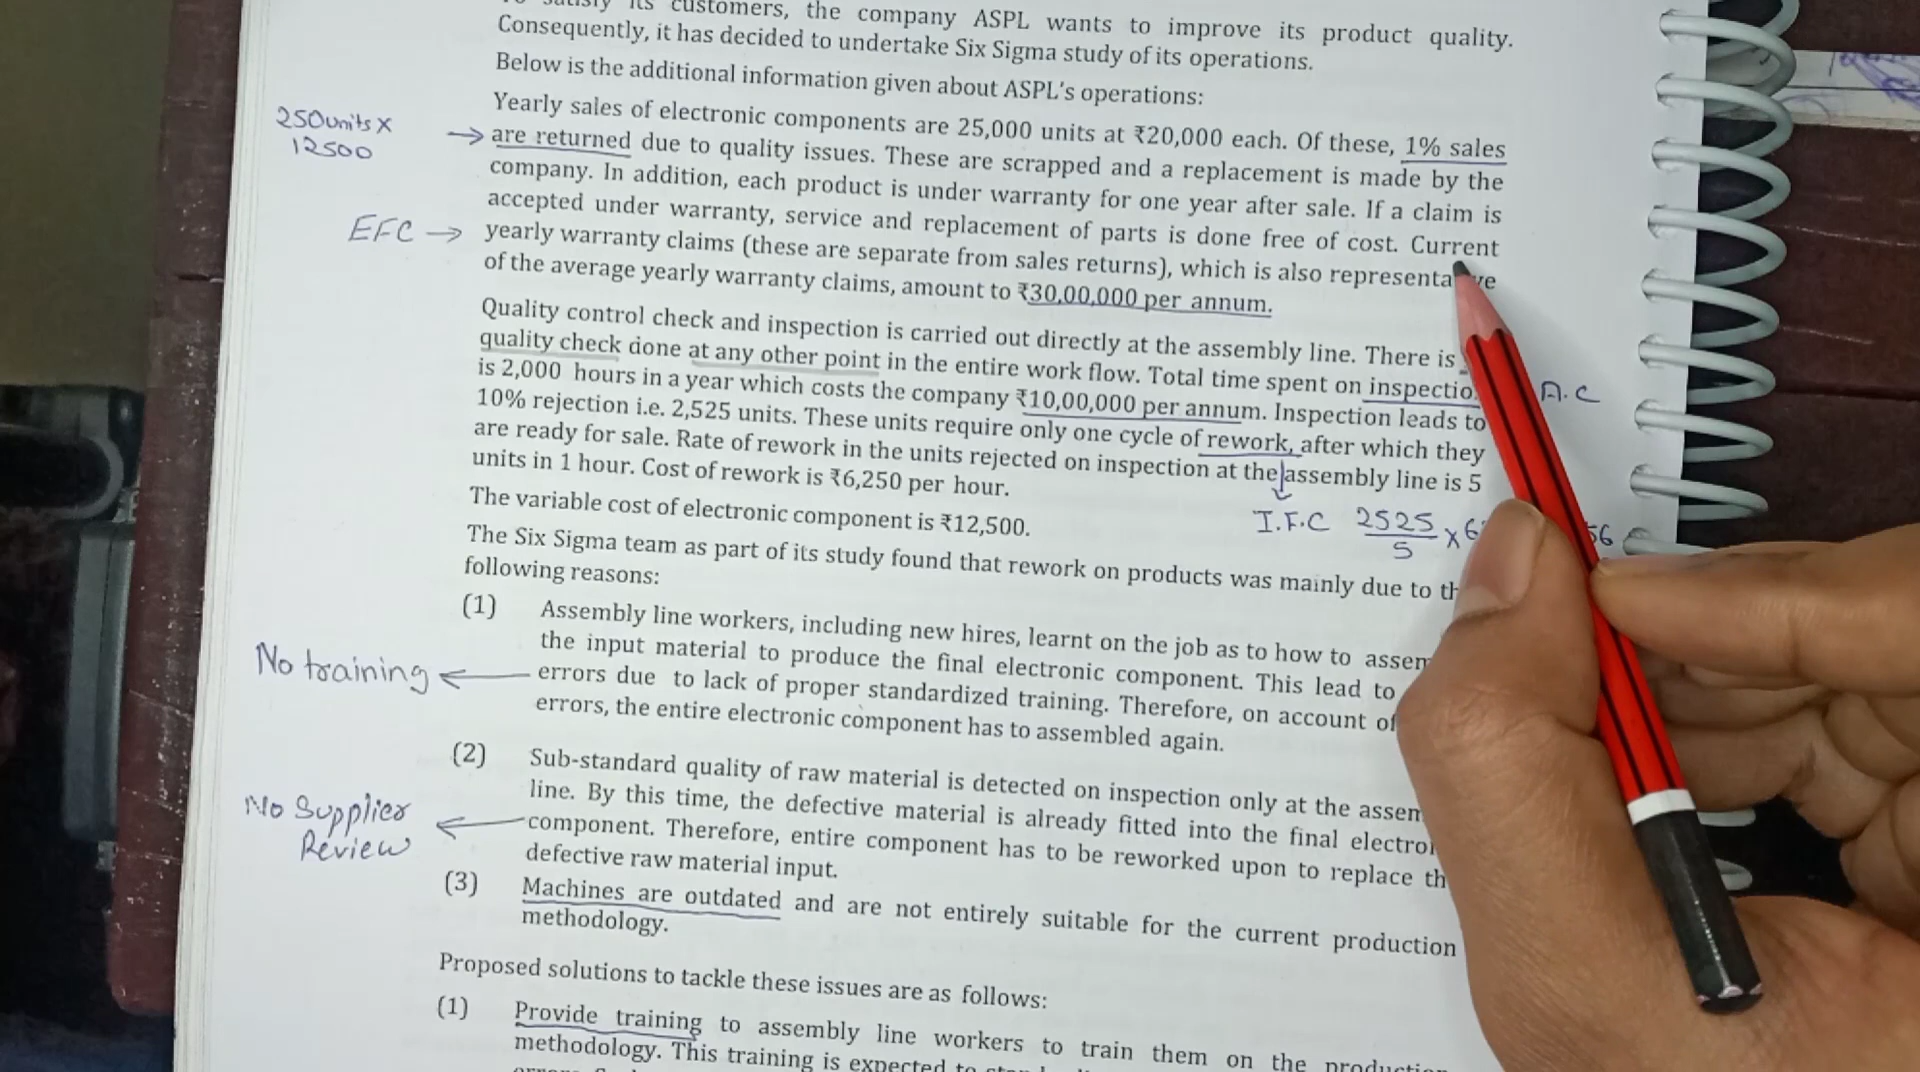 To satisfy its customers, the company ASPL wants to improve its product quality.
Consequently, it has decided to undertake Six Sigma study of its operations.
Below is the additional information given about ASPL's operations:
Yearly sales of electronic components are 25,000 units at ₹20,000 each. Of these, 1% sales
250units X
12500
→ are returned due to quality issues. These are scrapped and a replacement is made by the
company. In addition, each product is under warranty for one year after sale. If a claim is
accepted under warranty, service and replacement of parts is done free of cost. Current
EFC → yearly warranty claims (these are separate from sales returns), which is also representative
of the average yearly warranty claims, amount to ₹30,00,000 per annum.
Quality control check and inspection is carried out directly at the assembly line. There is
quality check done at any other point in the entire work flow. Total time spent on inspectio
A.C
is 2,000 hours in a year which costs the company ₹10,00,000 per annum. Inspection leads to
10% rejection i.e. 2,525 units. These units require only one cycle of rework, after which they
are ready for sale. Rate of rework in the units rejected on inspection at the assembly line is 5
units in 1 hour. Cost of rework is ₹6,250 per hour.
I.F.C 2525/5 x 6 56
The variable cost of electronic component is ₹12,500.
The Six Sigma team as part of its study found that rework on products was mainly due to th
following reasons:
(1) Assembly line workers, including new hires, learnt on the job as to how to assem
the input material to produce the final electronic component. This lead to
No training ← errors due to lack of proper standardized training. Therefore, on account of
errors, the entire electronic component has to assembled again.
(2) Sub-standard quality of raw material is detected on inspection only at the assem
line. By this time, the defective material is already fitted into the final electro
No Supplier Review ← component. Therefore, entire component has to be reworked upon to replace th
defective raw material input.
(3) Machines are outdated and are not entirely suitable for the current production
methodology.
Proposed solutions to tackle these issues are as follows:
(1) Provide training to assembly line workers to train them on the production
methodology. This training is expected to